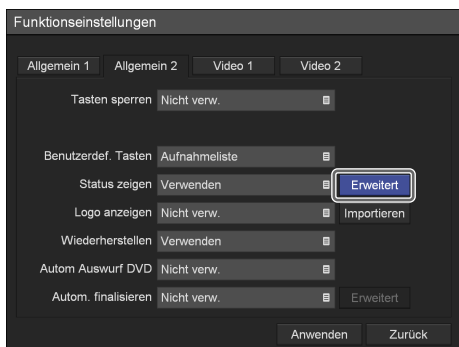 Funktionseinstellungen
Allgemein 1 Allgemein 2 Video 1 Video 2
Tasten sperren Nicht verw.
Benutzerdef. Tasten Aufnahmeliste
Status zeigen Verwenden Erweitert
Logo anzeigen Nicht verw. Importieren
Wiederherstellen Verwenden
Autom Auswurf DVD Nicht verw.
Autom. finalisieren Nicht verw. Erweitert
Anwenden Zurück